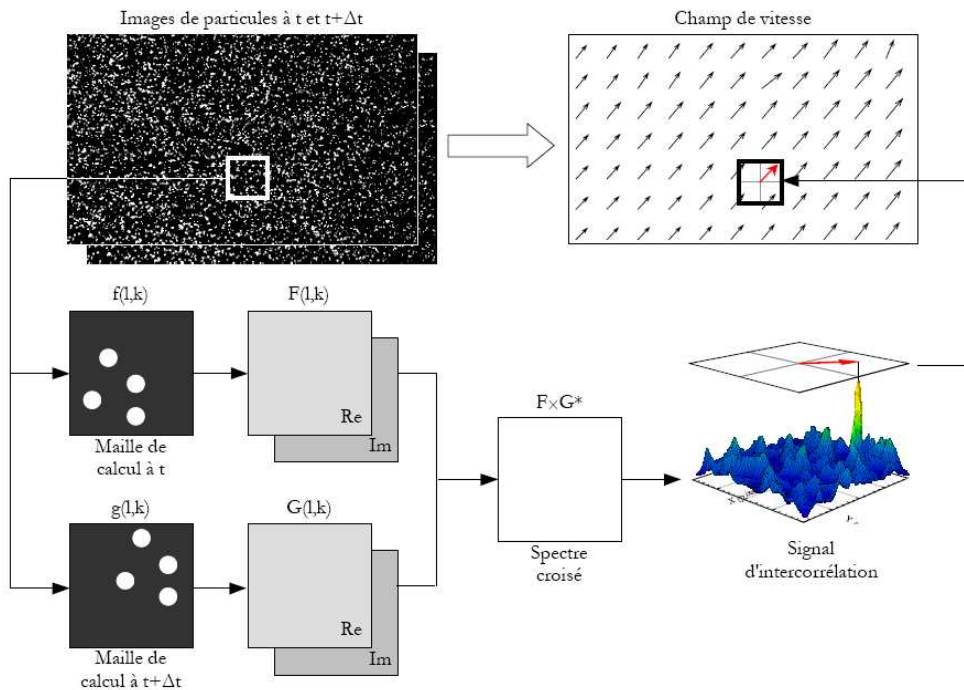 Images de particules à t et t+Δt
Champ de vitesse
f(l,k)
F(l,k)
Re
Im
Maille de
calcul à t
F×G*
g(l,k)
G(l,k)
Re
Im
Maille de
calcul à t+Δt
Spectre
croisé
Signal
d'intercorrélation